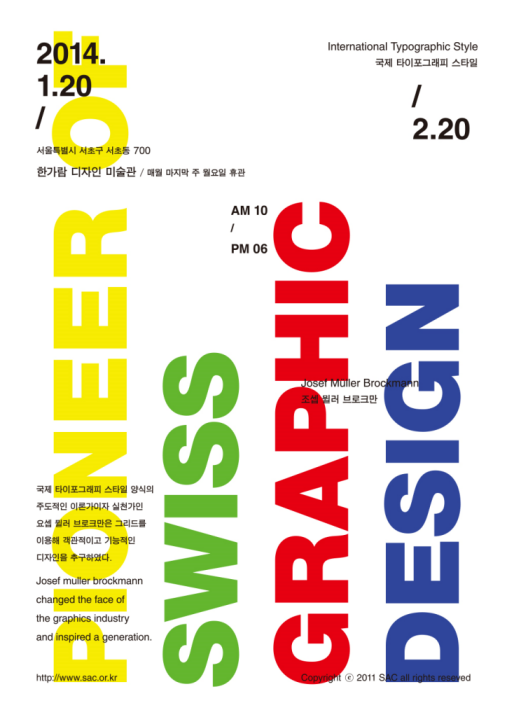 2014.
1.20
/
International Typographic Style
국제 타이포그래피 스타일
/
2.20
서울특별시 서초구 서초동 700
한가람 디자인 미술관 / 매월 마지막 주 월요일 휴관
AM 10
/
PM 06
PIONEER OF
SWISS
GRAPHIC
DESIGN
Josef Muller Brockmann
조셉 뮐러 브로크만
국제 타이포그래피 스타일 양식의
주도적인 이론가이자 실천가인
요셉 뮐러 브로크만은 그리드를
이용해 객관적이고 기능적인
디자인을 추구하였다.
Josef muller brockmann
changed the face of
the graphics industry
and inspired a generation.
http://www.sac.or.kr
Copyright ⓒ 2011 SAC all rights reseved